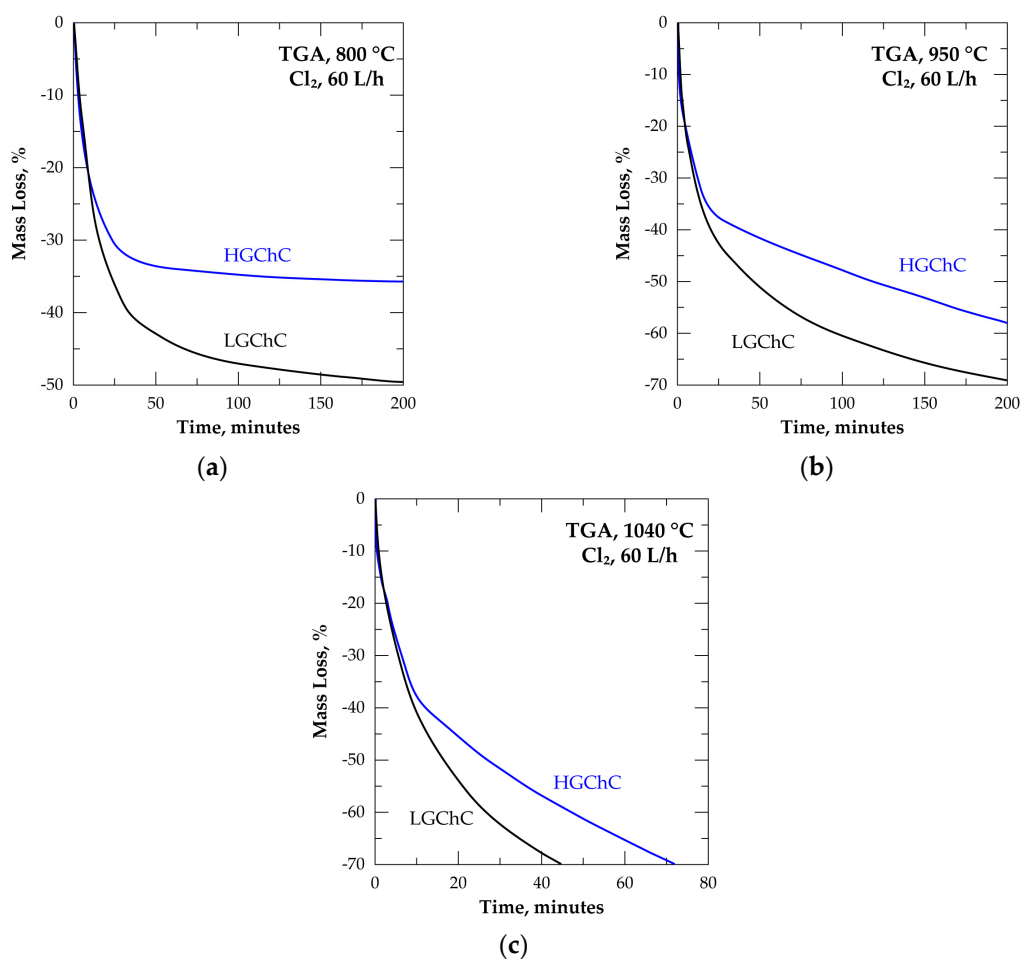 0
-10
-20
-30
-40
-50
Mass Loss, %
TGA, 800 °C
Cl₂, 60 L/h
HGChC
LGChC
0 50 100 150 200
Time, minutes
(a)
0
-10
-20
-30
-40
-50
-60
-70
Mass Loss, %
TGA, 950 °C
Cl₂, 60 L/h
HGChC
LGChC
0 50 100 150 200
Time, minutes
(b)
0
-10
-20
-30
-40
-50
-60
-70
Mass Loss, %
TGA, 1040 °C
Cl₂, 60 L/h
HGChC
LGChC
0 20 40 60 80
Time, minutes
(c)